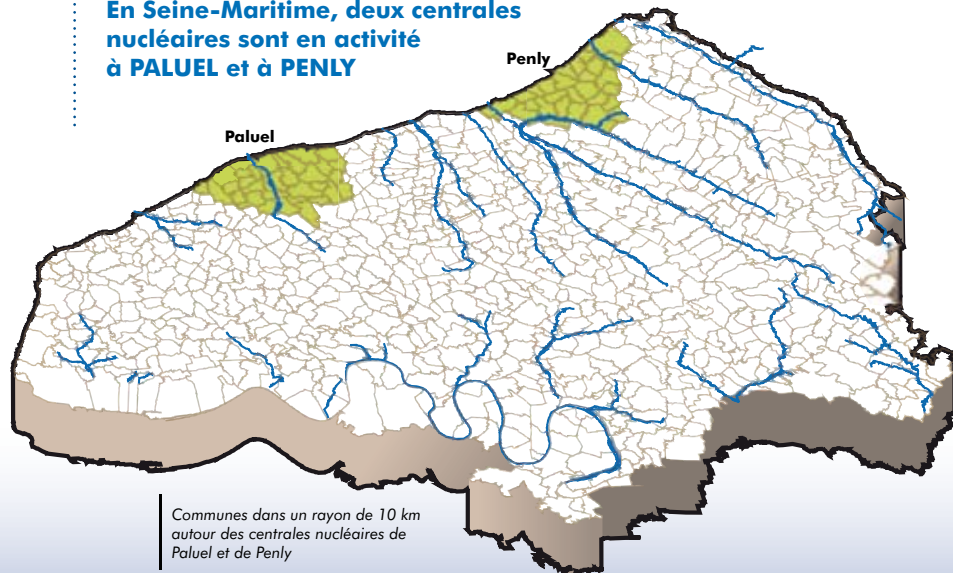 En Seine-Maritime, deux centrales
nucléaires sont en activité
à PALUEL et à PENLY
Penly
Paluel
Communes dans un rayon de 10 km
autour des centrales nucléaires de
Paluel et de Penly